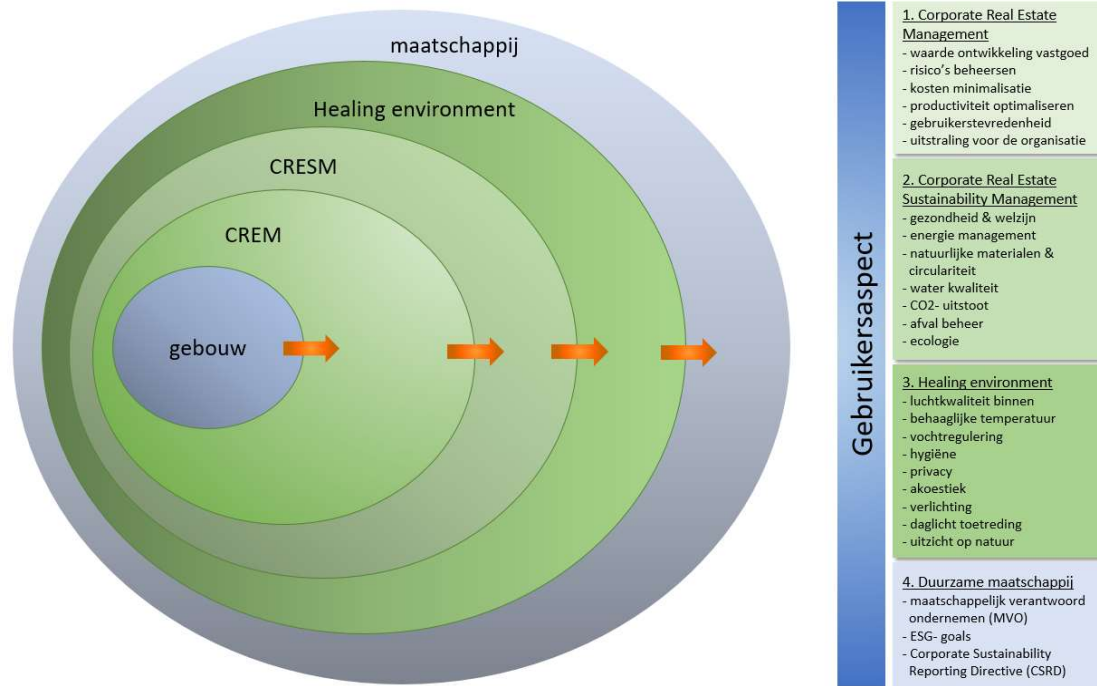 maatschappij
Healing environment
CRESM
CREM
gebouw
Gebruikersaspect
1. Corporate Real Estate
Management
- waarde ontwikkeling vastgoed
- risico's beheersen
- kosten minimalisatie
- productiviteit optimaliseren
- gebruikerstevredenheid
- uitstraling voor de organisatie
2. Corporate Real Estate
Sustainability Management
- gezondheid & welzijn
- energie management
- natuurlijke materialen &
circulariteit
- water kwaliteit
- CO2- uitstoot
- afval beheer
- ecologie
3. Healing environment
- luchtkwaliteit binnen
- behaaglijke temperatuur
- vochtregulering
- hygiëne
- privacy
- akoestiek
- verlichting
- daglicht toetreding
- uitzicht op natuur
4. Duurzame maatschappij
- maatschappelijk verantwoord
ondernemen (MVO)
- ESG- goals
- Corporate Sustainability
Reporting Directive (CSRD)